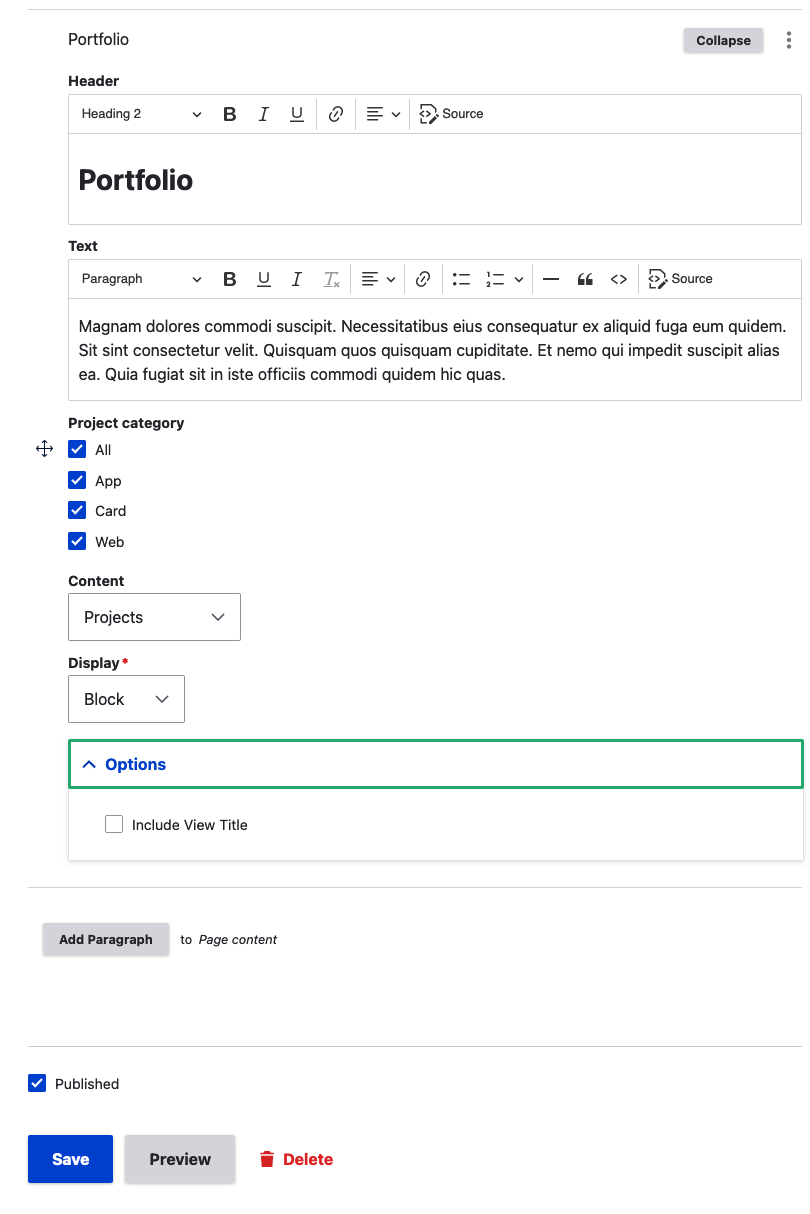 Portfolio
Collapse
Header
Heading 2 B I U Source
Portfolio
Text
Paragraph B U I Tx Source
Magnam dolores commodi suscipit. Necessitatibus eius consequatur ex aliquid fuga eum quidem.
Sit sint consectetur velit. Quisquam quos quisquam cupiditate. Et nemo qui impedit suscipit alias
ea. Quia fugiat sit in iste officiis commodi quidem hic quas.
Project category
All
App
Card
Web
Content
Projects
Display*
Block
Options
Include View Title
Add Paragraph to Page content
Published
Save Preview Delete